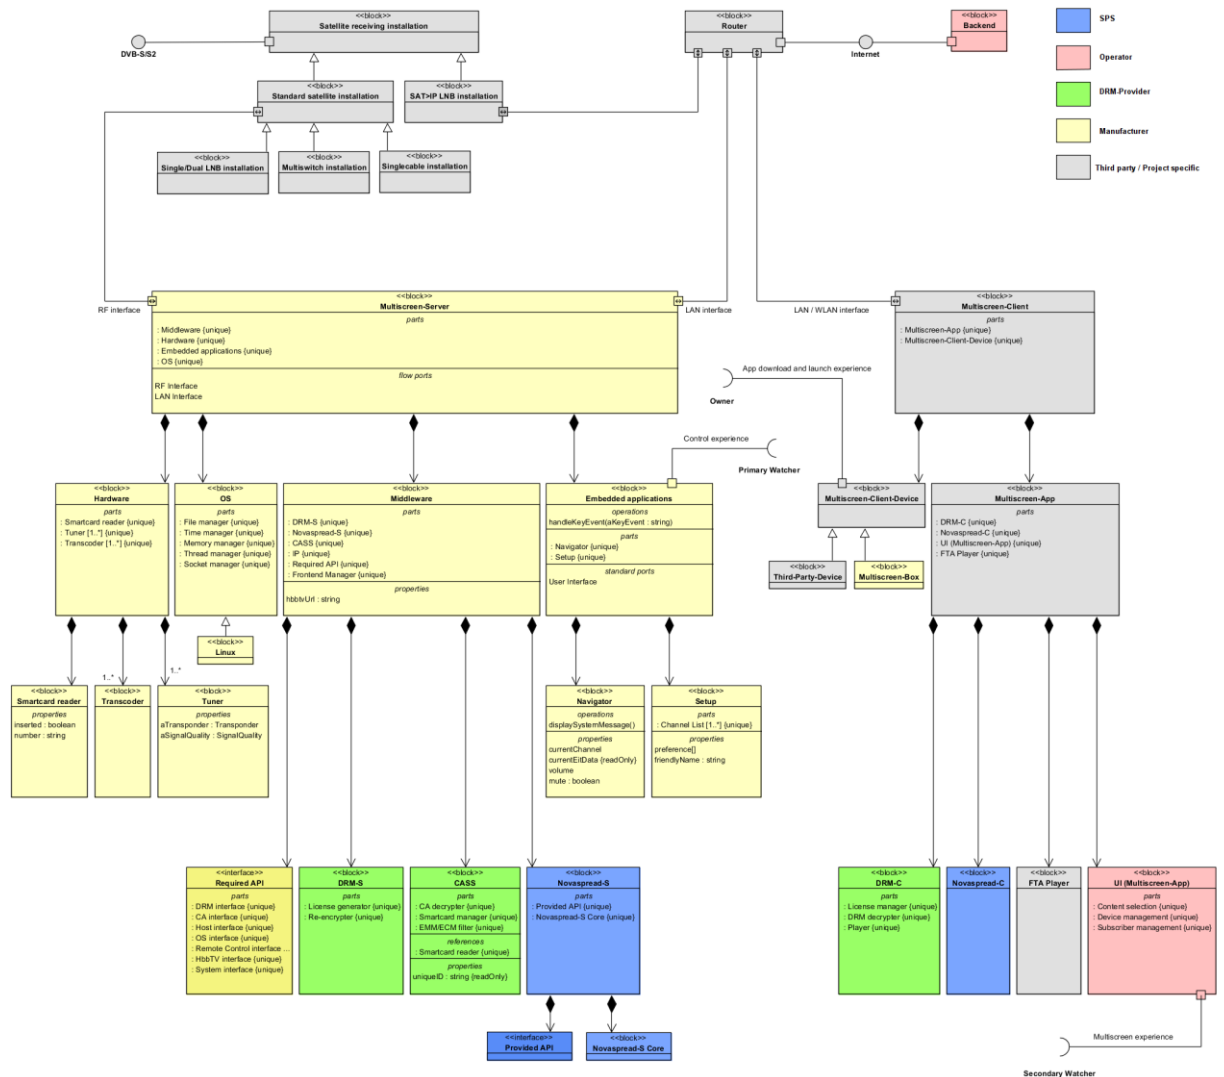 <<block>>
Satellite receiving installation
DVB-S/S2
<<block>>
Router
Internet
<<block>>
Backend
SPS
Operator
DRM-Provider
Manufacturer
Third party / Project specific
<<block>>
Standard satellite installation
<<block>>
SAT>IP LNB installation
<<block>>
Single/Dual LNB installation
<<block>>
Multiswitch installation
<<block>>
Singlecable installation
RF interface
<<block>>
Multiscreen-Server
parts
: Middleware {unique}
: Hardware {unique}
: Embedded applications {unique}
: OS {unique}
flow ports
RF Interface
LAN Interface
LAN interface
LAN / WLAN interface
<<block>>
Multiscreen-Client
parts
: Multiscreen-App {unique}
: Multiscreen-Client-Device {unique}
App download and launch experience
Owner
Control experience
Primary Watcher
<<block>>
Hardware
parts
: Smartcard reader {unique}
: Tuner [1..*] {unique}
: Transcoder [1..*] {unique}
<<block>>
OS
parts
: File manager {unique}
: Time manager {unique}
: Memory manager {unique}
: Thread manager {unique}
: Socket manager {unique}
<<block>>
Middleware
parts
: DRM-S {unique}
: Novaspread-S {unique}
: CASS {unique}
: IP {unique}
: Required API {unique}
: Frontend Manager {unique}
properties
hbbtvUrl : string
<<block>>
Embedded applications
operations
handleKeyEvent(aKeyEvent : string)
parts
: Navigator {unique}
: Setup {unique}
standard ports
User Interface
<<block>>
Multiscreen-Client-Device
<<block>>
Third-Party-Device
<<block>>
Multiscreen-Box
<<block>>
Multiscreen-App
parts
: DRM-C {unique}
: Novaspread-C {unique}
: UI (Multiscreen-App) {unique}
: FTA Player {unique}
<<block>>
Linux
1..*
1..*
<<block>>
Smartcard reader
properties
inserted : boolean
number : string
<<block>>
Transcoder
<<block>>
Tuner
properties
aTransponder : Transponder
aSignalQuality : SignalQuality
<<block>>
Navigator
operations
displaySystemMessage()
properties
currentChannel
currentEitData {readOnly}
volume
mute : boolean
<<block>>
Setup
parts
: Channel List [1..*] {unique}
properties
preference[]
friendlyName : string
<<interface>>
Required API
parts
: DRM interface {unique}
: CA interface {unique}
: Host interface {unique}
: OS interface {unique}
: Remote Control interface ...
: HbbTV interface {unique}
: System interface {unique}
<<block>>
DRM-S
parts
: License generator {unique}
: Re-encrypter {unique}
<<block>>
CASS
parts
: CA decrypter {unique}
: Smartcard manager {unique}
: EMM/ECM filter {unique}
references
: Smartcard reader {unique}
properties
uniqueID : string {readOnly}
<<block>>
Novaspread-S
parts
: Provided API {unique}
: Novaspread-S Core {unique}
<<block>>
DRM-C
parts
: License manager {unique}
: DRM decrypter {unique}
: Player {unique}
<<block>>
Novaspread-C
<<block>>
FTA Player
<<block>>
UI (Multiscreen-App)
parts
: Content selection {unique}
: Device management {unique}
: Subscriber management {unique}
<<interface>>
Provided API
<<block>>
Novaspread-S Core
Multiscreen experience
Secondary Watcher